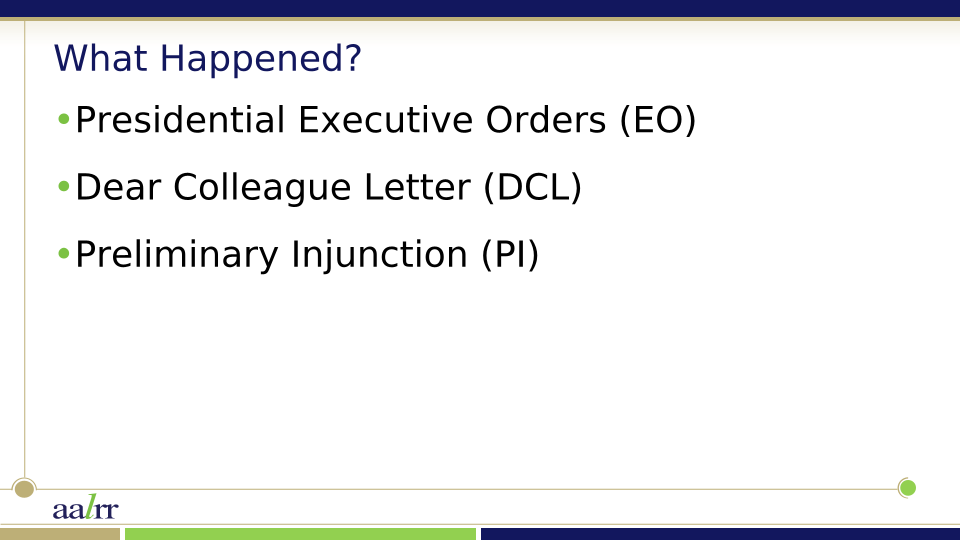 What Happened?
•Presidential Executive Orders (EO)
•Dear Colleague Letter (DCL)
•Preliminary Injunction (PI)
aalrr